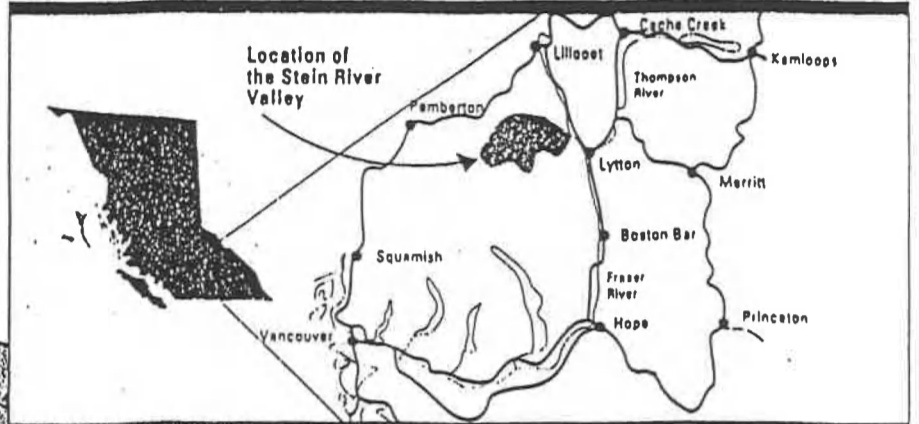 Location of
the Stein River
Valley
Cache Creek
Lillooet
Kamloops
Thompson
River
Pemberton
Lytton
Merritt
Boston Bar
Squamish
Fraser
River
Hope
Princeton
Vancouver